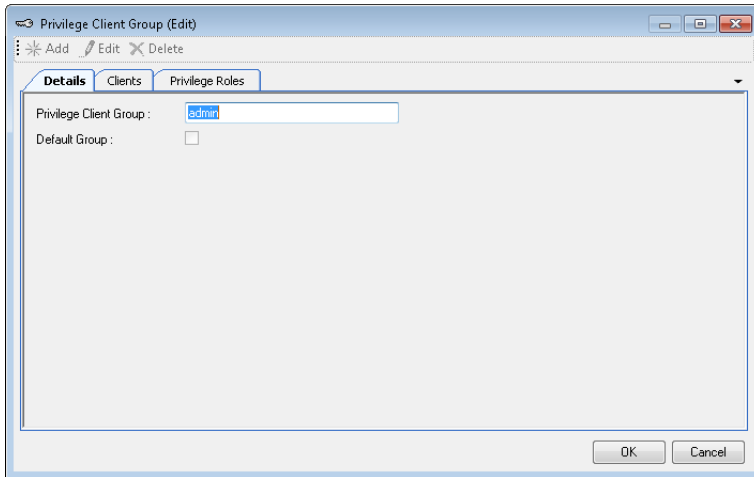 Privilege Client Group (Edit)
Add Edit Delete
Details Clients Privilege Roles
Privilege Client Group : admin
Default Group :
OK Cancel